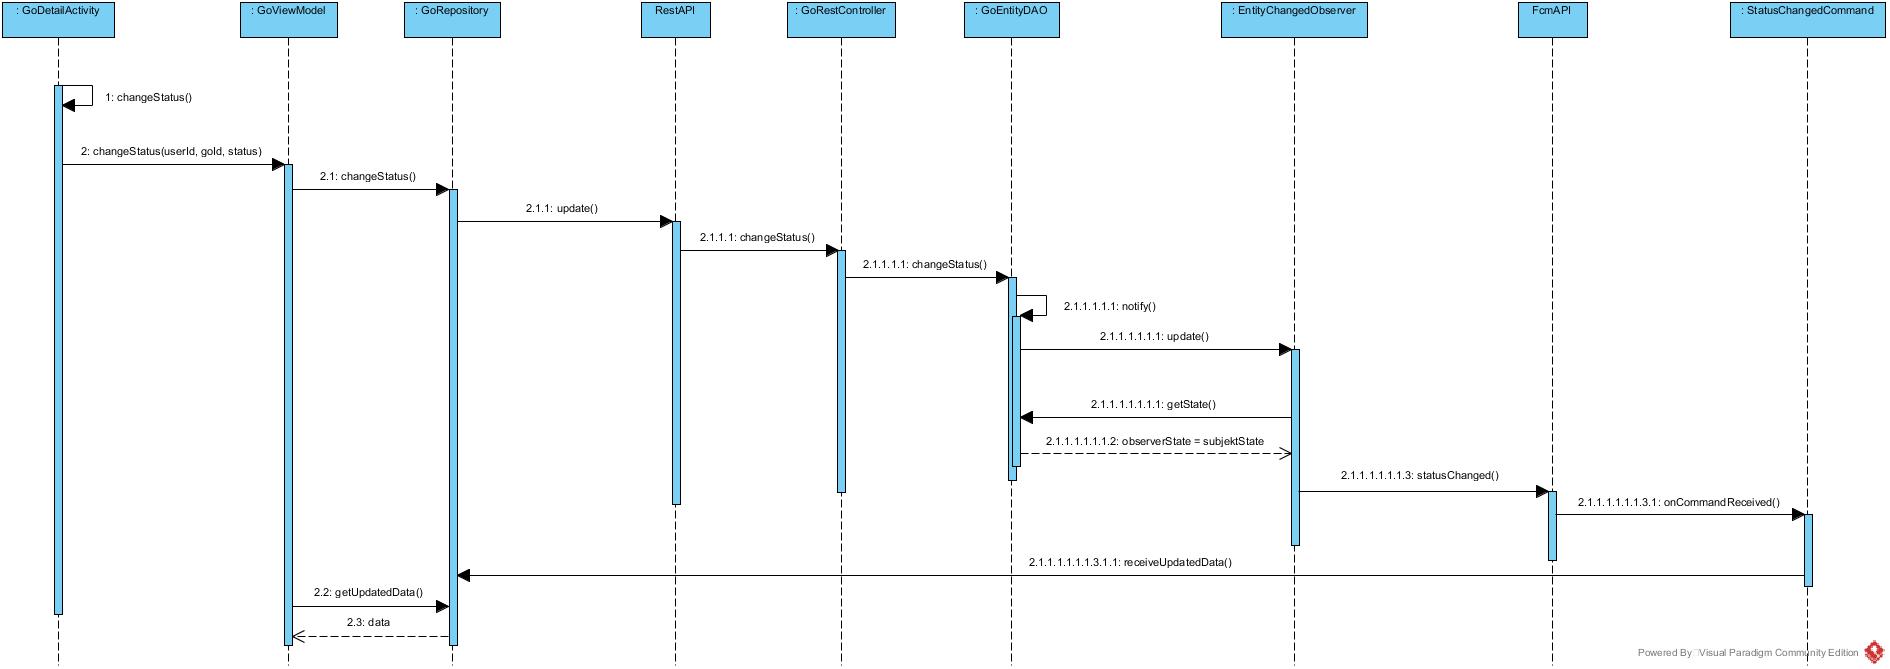 : GoDetailActivity
: GoViewModel
: GoRepository
RestAPI
: GoRestController
: GoEntityDAO
: EntityChangedObserver
FcmAPI
: StatusChangedCommand
1: changeStatus()
2: changeStatus(userId, goId, status)
2.1: changeStatus()
2.1.1: update()
2.1.1.1: changeStatus()
2.1.1.1.1: changeStatus()
2.1.1.1.1.1: notify()
2.1.1.1.1.1.1: update()
2.1.1.1.1.1.1.1: getState()
2.1.1.1.1.1.1.2: observerState = subjektState
2.1.1.1.1.1.1.3: statusChanged()
2.1.1.1.1.1.1.3.1: onCommandReceived()
2.1.1.1.1.1.1.3.1.1: receiveUpdatedData()
2.2: getUpdatedData()
2.3: data
Powered By Visual Paradigm Community Edition